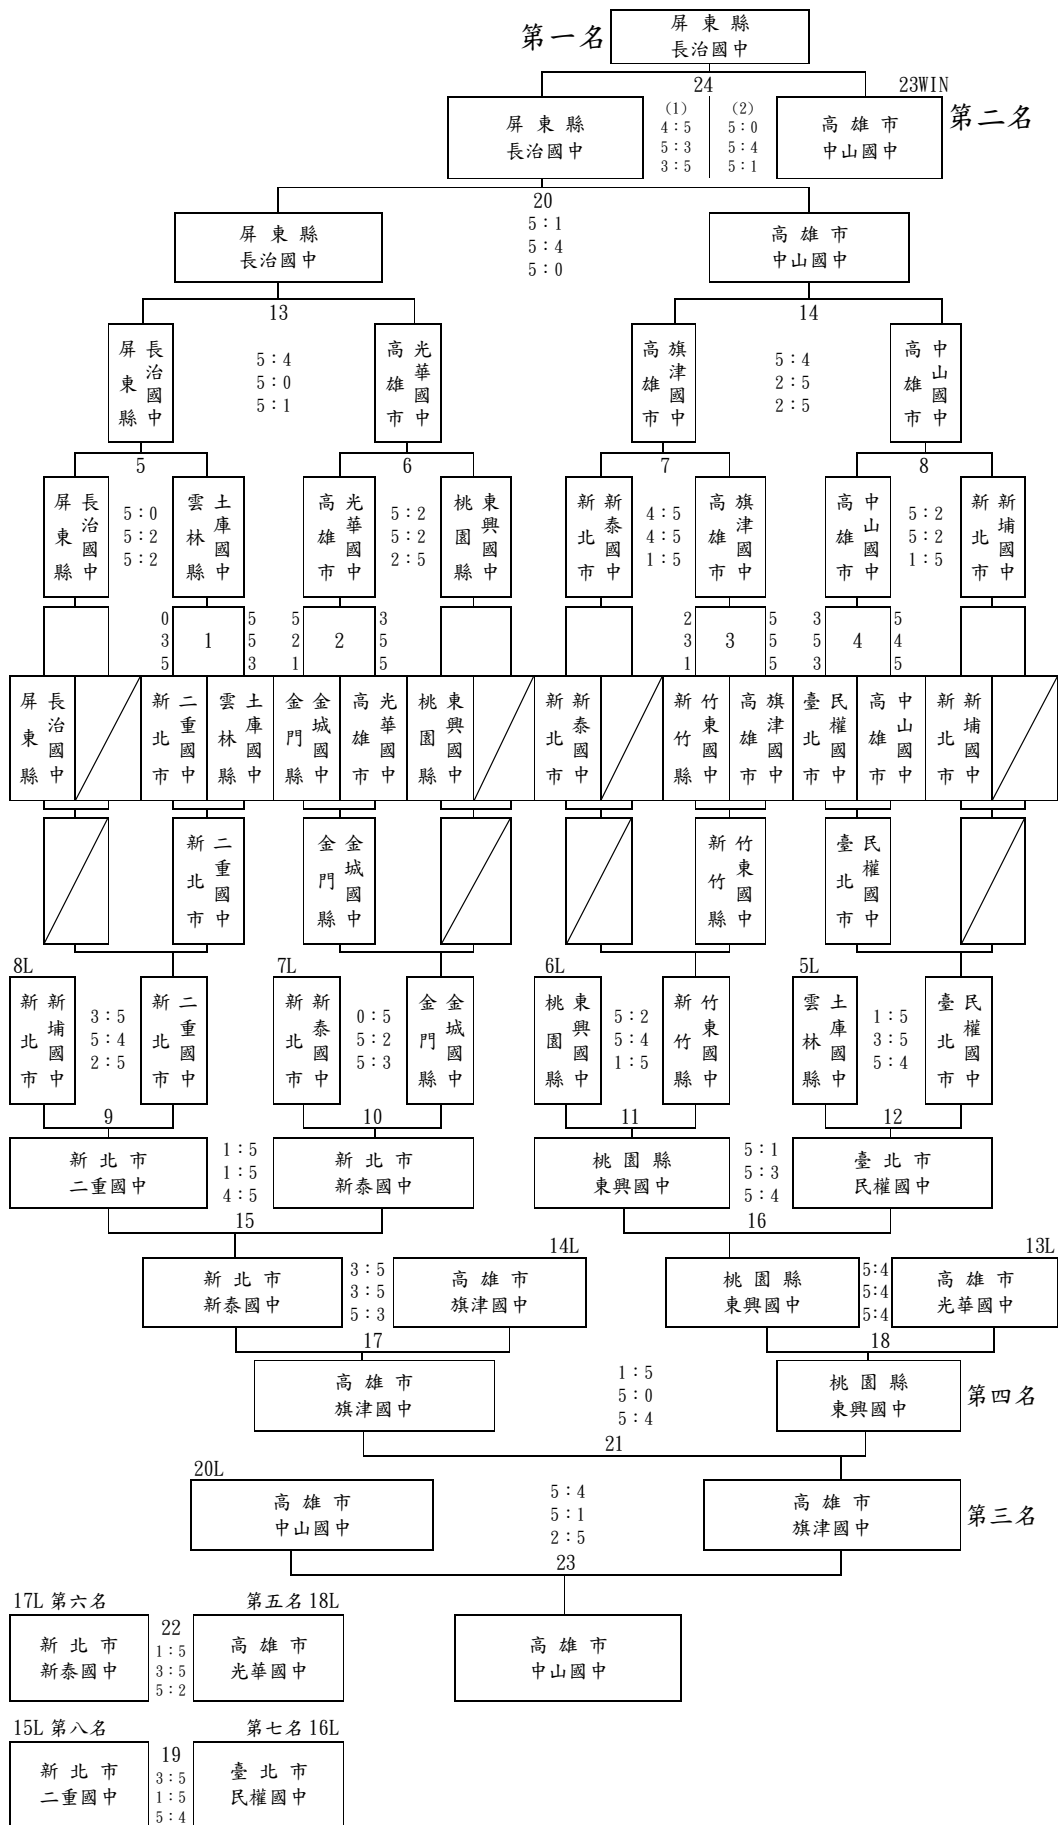 第一名
屏東縣
長治國中
24
23WIN
第二名
屏東縣
長治國中
(1)
4:5
5:3
3:5
(2)
5:0
5:4
5:1
高雄市
中山國中
20
5:1
5:4
5:0
屏東縣
長治國中
高雄市
中山國中
13
14
屏東縣
長治國中
5:4
5:0
5:1
高雄市
光華國中
高雄市
旗津國中
5:4
2:5
2:5
高雄市
中山國中
5
6
7
8
屏東縣
長治國中
5:0
5:2
5:2
雲林縣
土庫國中
高雄市
光華國中
5:2
5:2
2:5
桃園縣
東興國中
新北市
新泰國中
4:5
4:5
1:5
高雄市
旗津國中
高雄市
中山國中
5:2
5:2
1:5
新北市
新埔國中
0
3
5
1
5
5
3
5
2
1
2
3
5
5
2
3
1
3
5
5
5
3
5
3
4
5
4
5
屏東縣
長治國中
新北市
二重國中
雲林縣
土庫國中
金門縣
金城國中
高雄市
光華國中
桃園縣
東興國中
新北市
新泰國中
新竹縣
竹東國中
高雄市
旗津國中
臺北市
民權國中
高雄市
中山國中
新北市
新埔國中
新北市
二重國中
金門縣
金城國中
新竹縣
竹東國中
臺北市
民權國中
8L
7L
6L
5L
新北市
新埔國中
3:5
5:4
2:5
新北市
二重國中
新北市
新泰國中
0:5
5:2
5:3
金門縣
金城國中
桃園縣
東興國中
5:2
5:4
1:5
新竹縣
竹東國中
雲林縣
土庫國中
1:5
3:5
5:4
臺北市
民權國中
9
10
11
12
新北市
二重國中
1:5
1:5
4:5
新北市
新泰國中
桃園縣
東興國中
5:1
5:3
5:4
臺北市
民權國中
15
16
14L
13L
新北市
新泰國中
3:5
3:5
5:3
高雄市
旗津國中
桃園縣
東興國中
5:4
5:4
5:4
高雄市
光華國中
17
18
高雄市
旗津國中
1:5
5:0
5:4
桃園縣
東興國中
第四名
21
20L
高雄市
中山國中
5:4
5:1
2:5
高雄市
旗津國中
第三名
23
17L 第六名
第五名 18L
新北市
新泰國中
22
1:5
3:5
5:2
高雄市
光華國中
高雄市
中山國中
15L 第八名
第七名 16L
新北市
二重國中
19
3:5
1:5
5:4
臺北市
民權國中